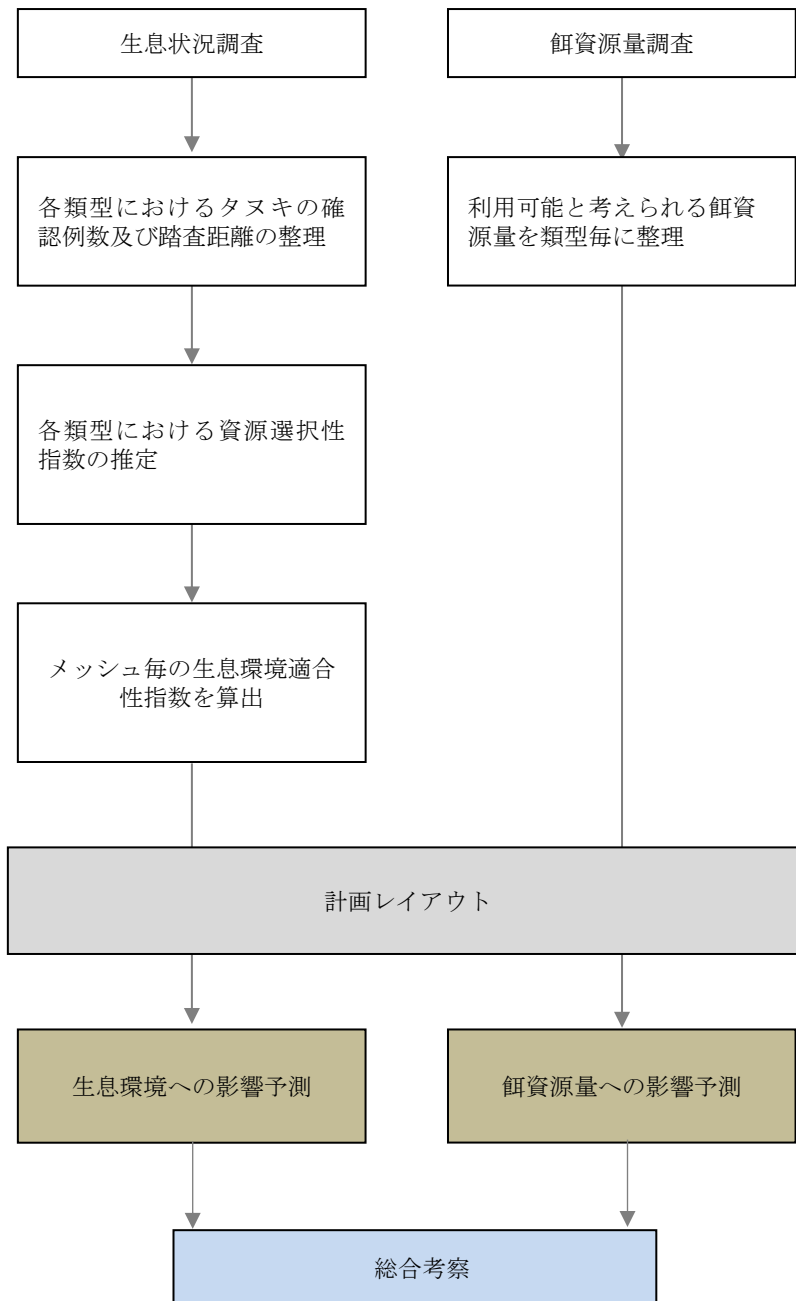 生息状況調査
餌資源量調査
各類型におけるタヌキの確
認例数及び踏査距離の整理
利用可能と考えられる餌資
源量を類型毎に整理
各類型における資源選択性
指数の推定
メッシュ毎の生息環境適合
性指数を算出
計画レイアウト
生息環境への影響予測
餌資源量への影響予測
総合考察